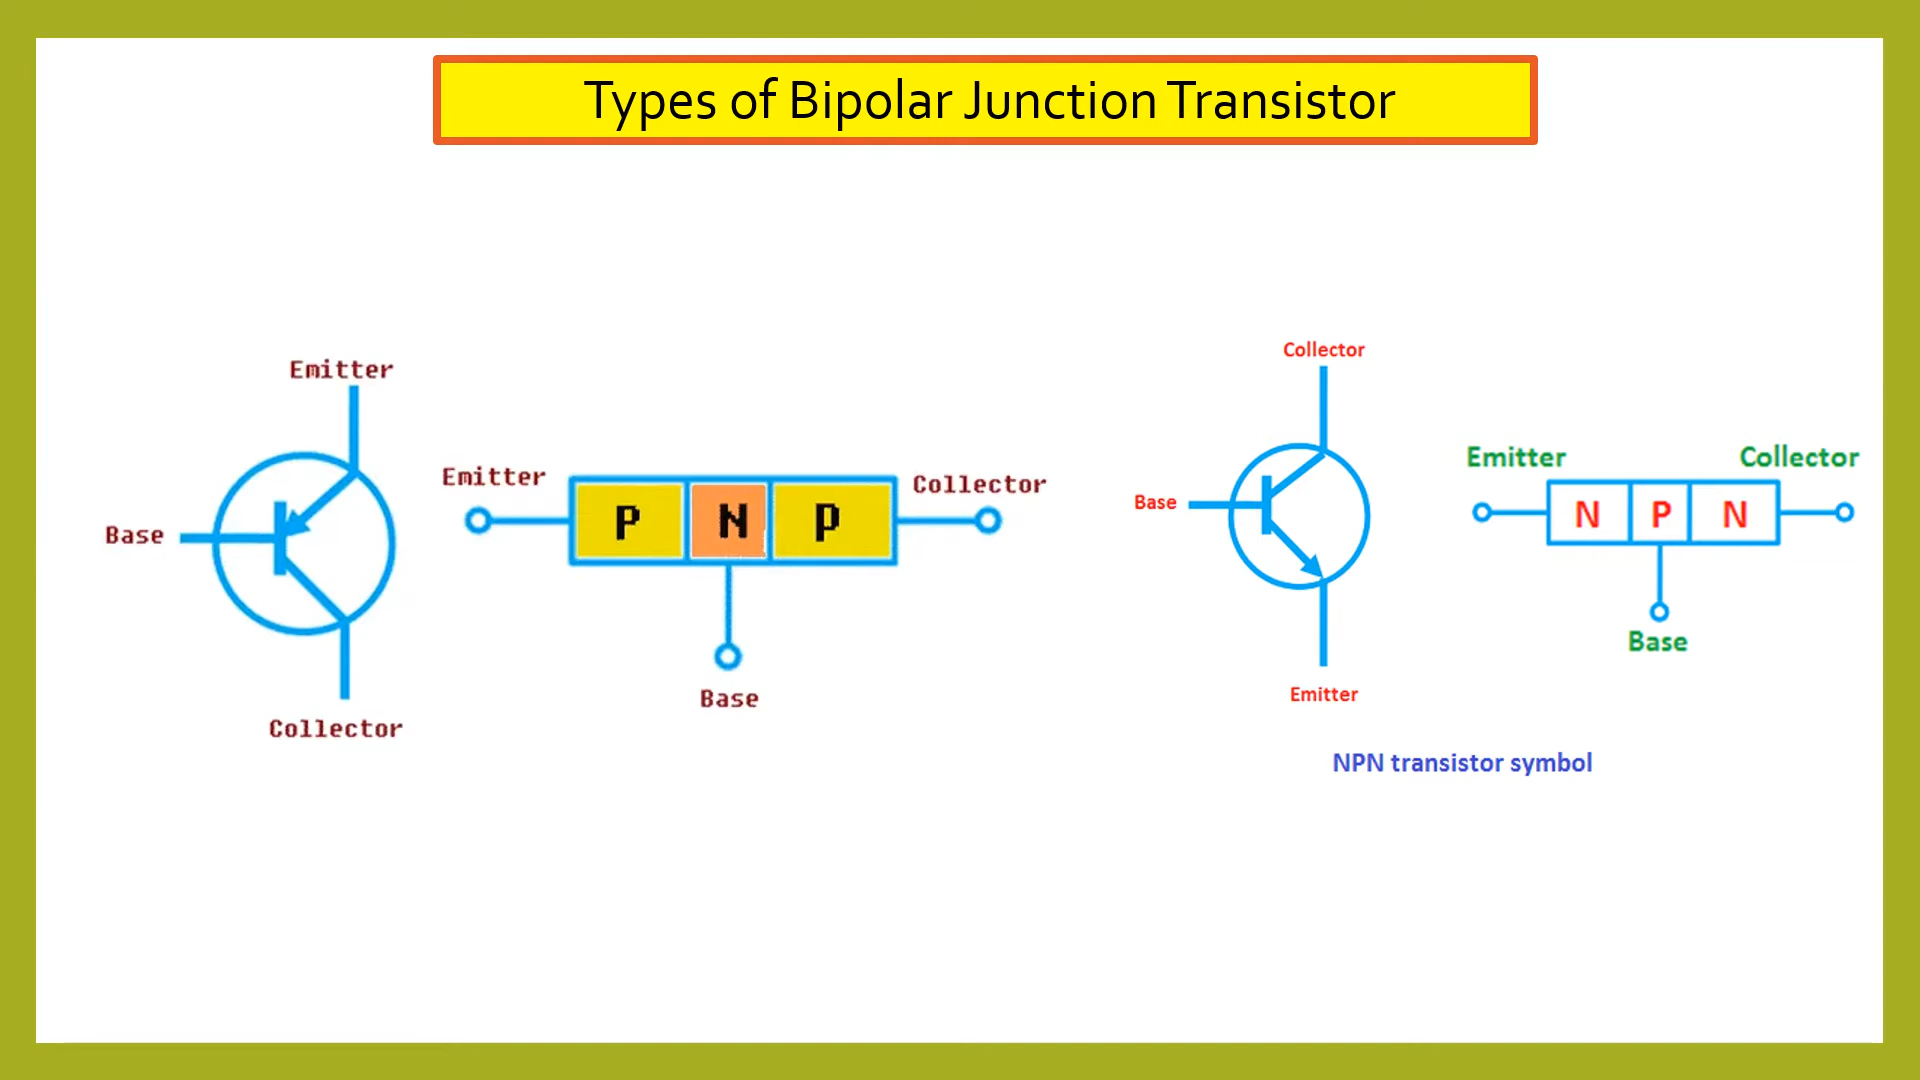 Types of Bipolar Junction Transistor
Emitter
Base
Collector
Emitter
Collector
P N P
Base
Collector
Base
Emitter
Emitter
Collector
N P N
Base
NPN transistor symbol